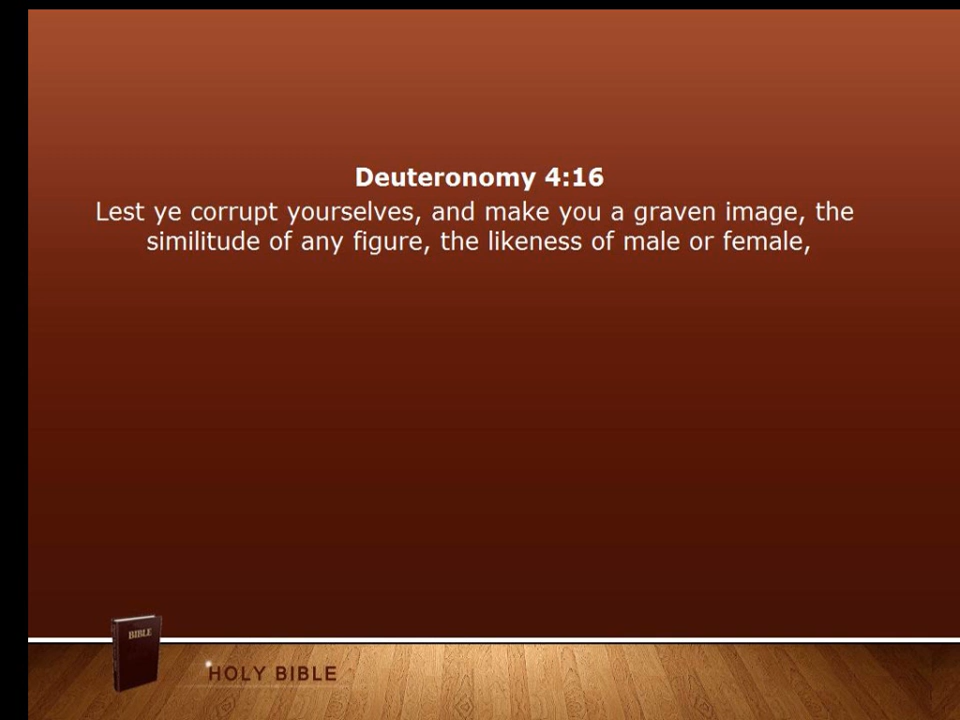 Deuteronomy 4:16
Lest ye corrupt yourselves, and make you a graven image, the
similitude of any figure, the likeness of male or female,
BIBLE
HOLY BIBLE